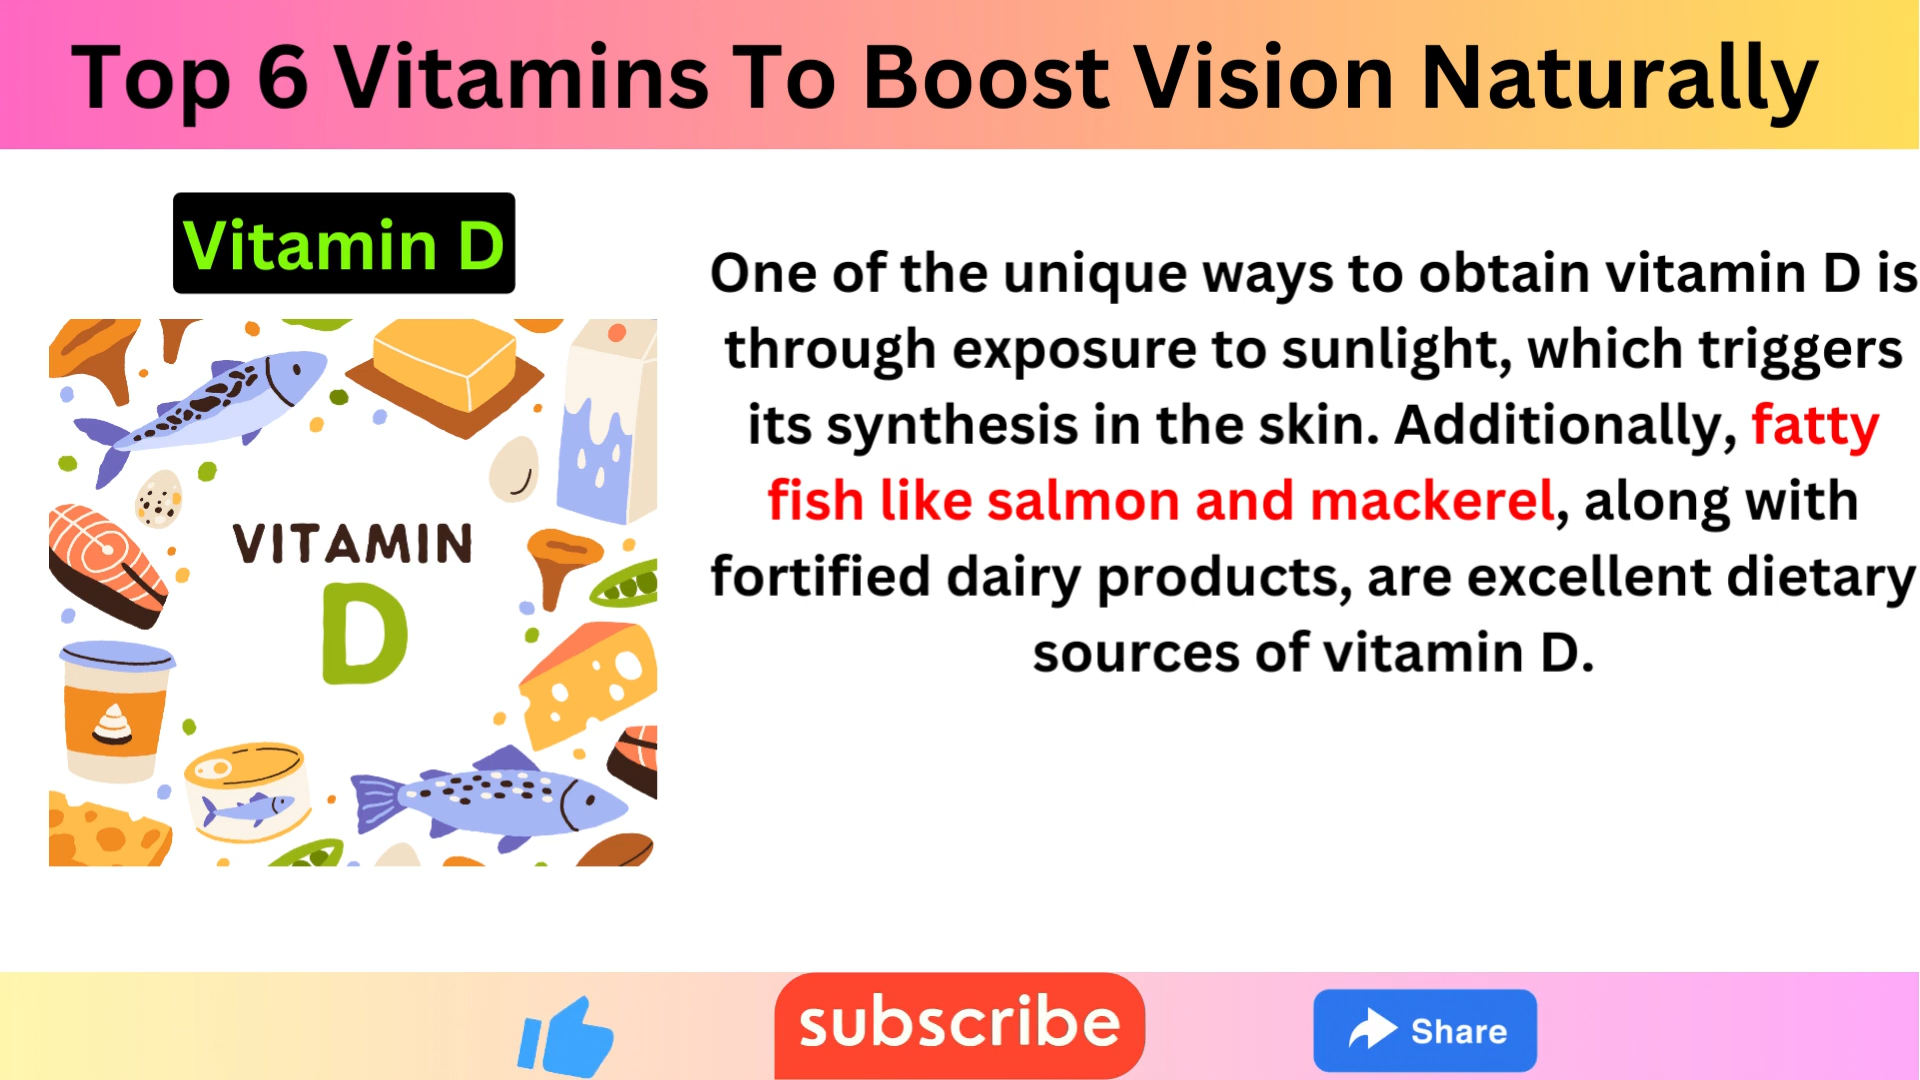 Top 6 Vitamins To Boost Vision Naturally
Vitamin D
VITAMIN
D
One of the unique ways to obtain vitamin D is
through exposure to sunlight, which triggers
its synthesis in the skin. Additionally, fatty
fish like salmon and mackerel, along with
fortified dairy products, are excellent dietary
sources of vitamin D.
subscribe
Share